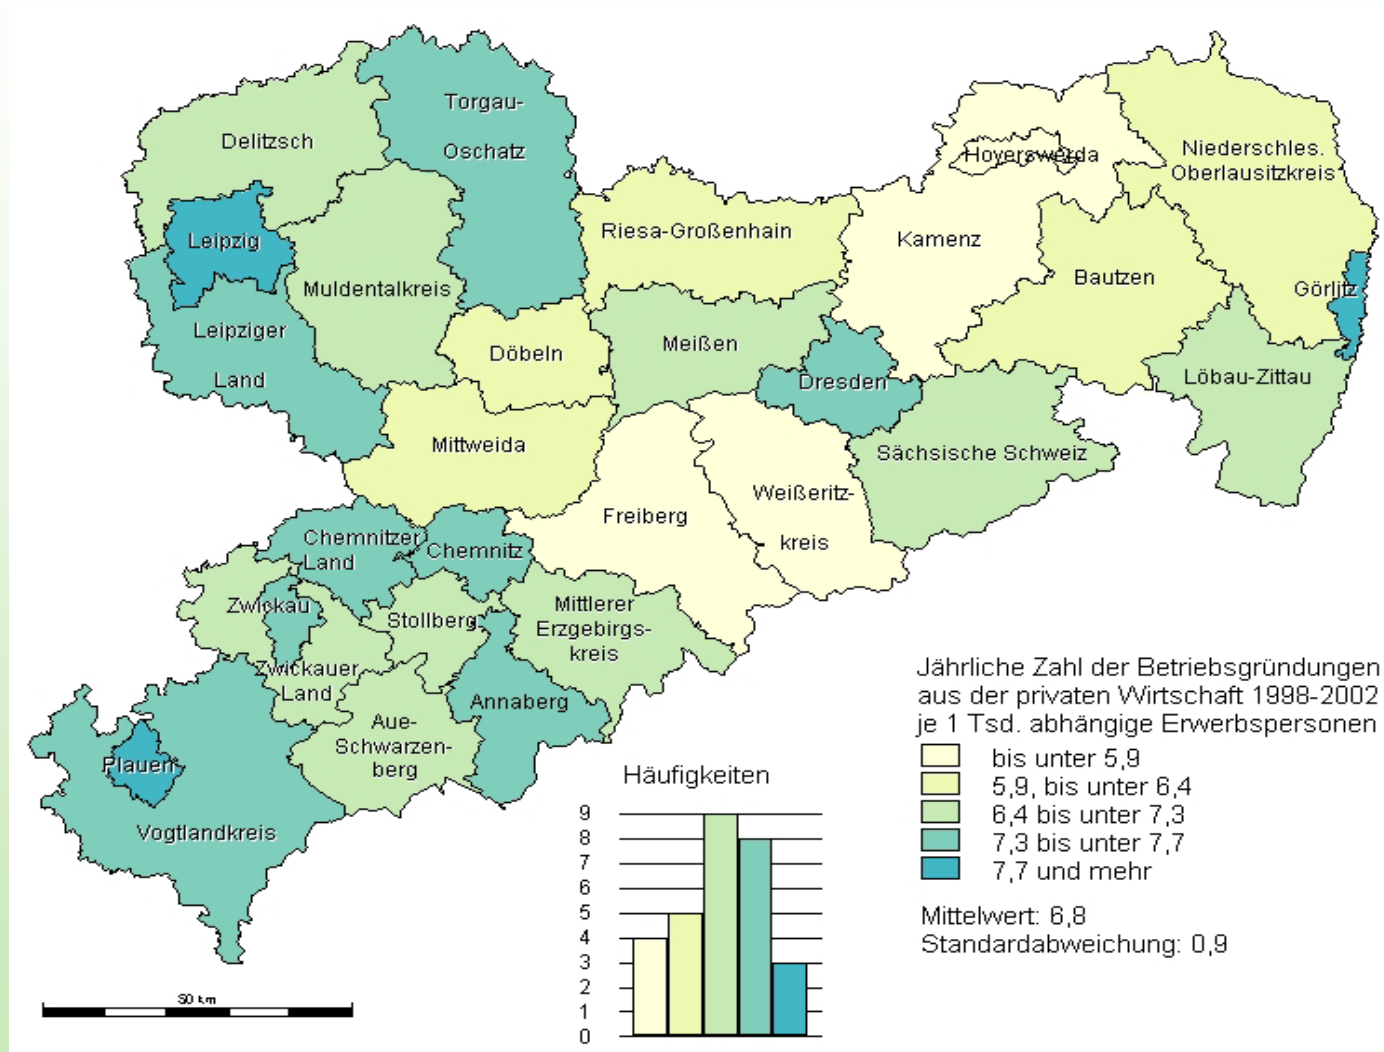 Torgau-
Oschatz
Delitzsch
Hoyerswerda
Niederschles.
Oberlausitzkreis
Leipzig
Riesa-Großenhain
Kamenz
Bautzen
Görlitz
Muldentalkreis
Leipziger
Land
Döbeln
Meißen
Dresden
Löbau-Zittau
Mittweida
Sächsische Schweiz
Weißeritz-
kreis
Freiberg
Chemnitzer
Land
Chemnitz
Zwickau
Stollberg
Mittlerer
Erzgebirgs-
kreis
Zwickauer
Land
Annaberg
Aue-
Schwarzen-
berg
Plauen
Vogtlandkreis
Jährliche Zahl der Betriebsgründungen
aus der privaten Wirtschaft 1998-2002
je 1 Tsd. abhängige Erwerbspersonen
bis unter 5,9
5,9, bis unter 6,4
6,4 bis unter 7,3
7,3 bis unter 7,7
7,7 und mehr
Mittelwert: 6,8
Standardabweichung: 0,9
Häufigkeiten
9
8
7
6
5
4
3
2
1
0
50 km